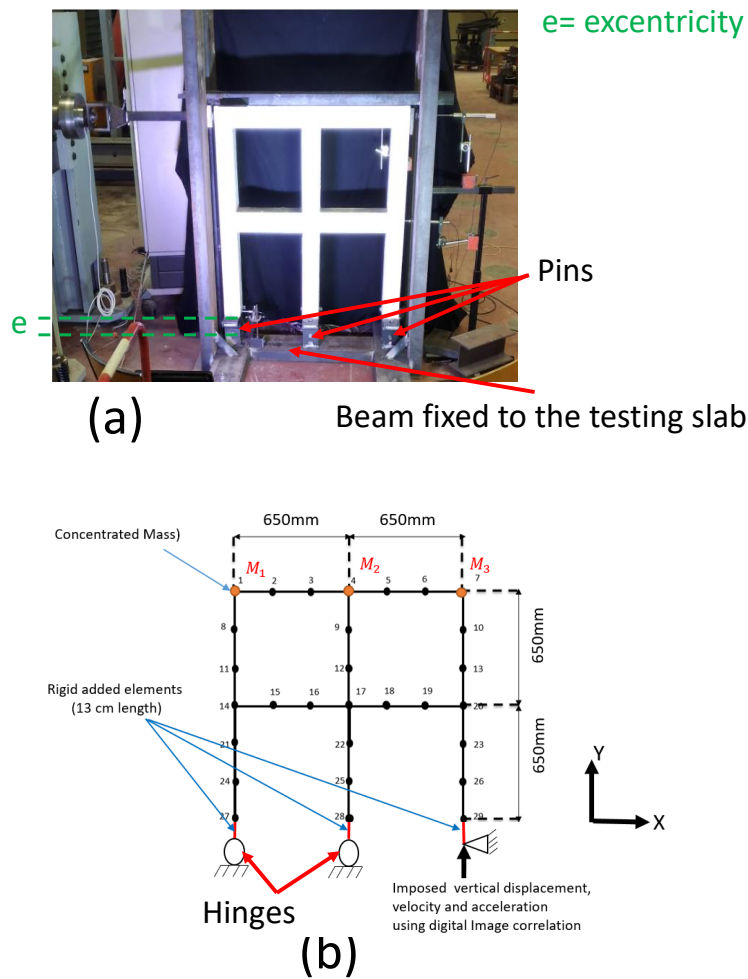 e= excentricity
Pins
e
(a)
Beam fixed to the testing slab
650mm
650mm
Concentrated Mass)
M₁
M₂
M₃
1
2
3
4
5
6
7
8
9
10
650mm
11
12
13
Rigid added elements
(13 cm length)
14
15
16
17
18
19
20
21
22
23
650mm
24
25
26
Y
X
27
28
29
Imposed vertical displacement,
velocity and acceleration
using digital Image correlation
Hinges
(b)